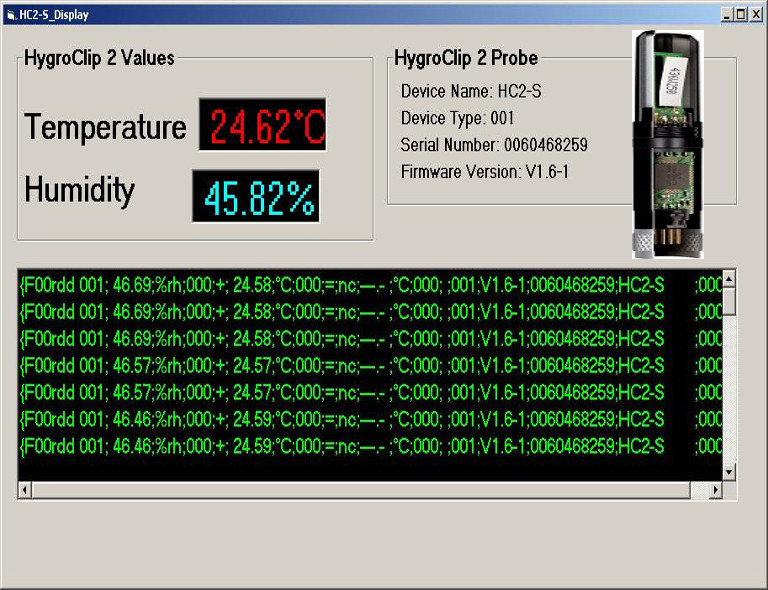 HC2-S_Display
HygroClip 2 Values
Temperature 24.62°C
Humidity 45.82%
HygroClip 2 Probe
Device Name: HC2-S
Device Type: 001
Serial Number: 0060468259
Firmware Version: V1.6-1
{F00rdd 001; 46.69;%rh;000;+; 24.58;°C;000;=;nc;---.- ;°C;000; ;001;V1.6-1;0060468259;HC2-S ;000
{F00rdd 001; 46.69;%rh;000;+; 24.58;°C;000;=;nc;---.- ;°C;000; ;001;V1.6-1;0060468259;HC2-S ;000
{F00rdd 001; 46.69;%rh;000;+; 24.58;°C;000;=;nc;---.- ;°C;000; ;001;V1.6-1;0060468259;HC2-S ;000
{F00rdd 001; 46.57;%rh;000;+; 24.57;°C;000;=;nc;---.- ;°C;000; ;001;V1.6-1;0060468259;HC2-S ;000
{F00rdd 001; 46.57;%rh;000;+; 24.57;°C;000;=;nc;---.- ;°C;000; ;001;V1.6-1;0060468259;HC2-S ;000
{F00rdd 001; 46.46;%rh;000;+; 24.59;°C;000;=;nc;---.- ;°C;000; ;001;V1.6-1;0060468259;HC2-S ;000
{F00rdd 001; 46.46;%rh;000;+; 24.59;°C;000;=;nc;---.- ;°C;000; ;001;V1.6-1;0060468259;HC2-S ;000